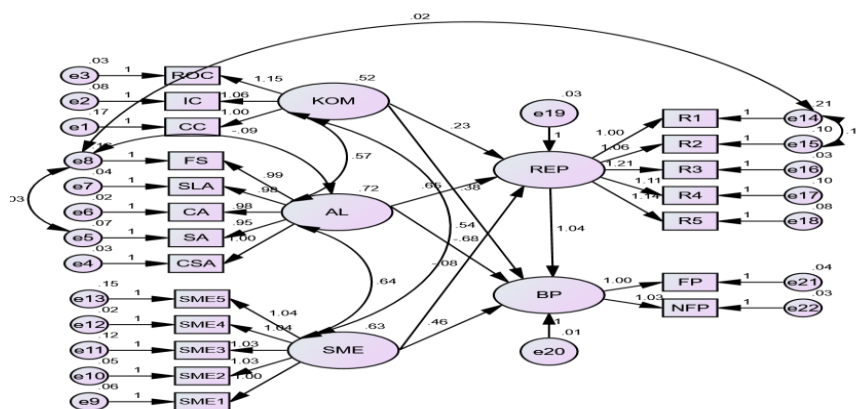 .02
.03
e3
1
ROC
1.15
.52
.08
e2
1
IC
1.06
KOM
.17
e1
1
CC
1.00
-.09
e8
1
FS
.99
.57
.04
e7
1
SLA
.98
.72
.02
e6
1
CA
.98
AL
.07
e5
1
SA
.95
.03
e4
1
CSA
1.00
.64
.15
e13
1
SME5
1.04
.02
e12
1
SME4
1.04
.63
.12
e11
1
SME3
1.03
SME
.05
e10
1
SME2
1.03
.06
e9
1
SME1
1.00
.23
.38
.54
-.68
-.08
.46
.03
e19
1
REP
1.04
BP
1
e20
.01
1.00
R1
1
e14
.21
1.06
R2
1
e15
.10
1.21
R3
1
e16
.03
1.11
R4
1
e17
.10
1.14
R5
1
e18
.08
1.00
FP
1
e21
.04
1.03
NFP
1
e22
.03